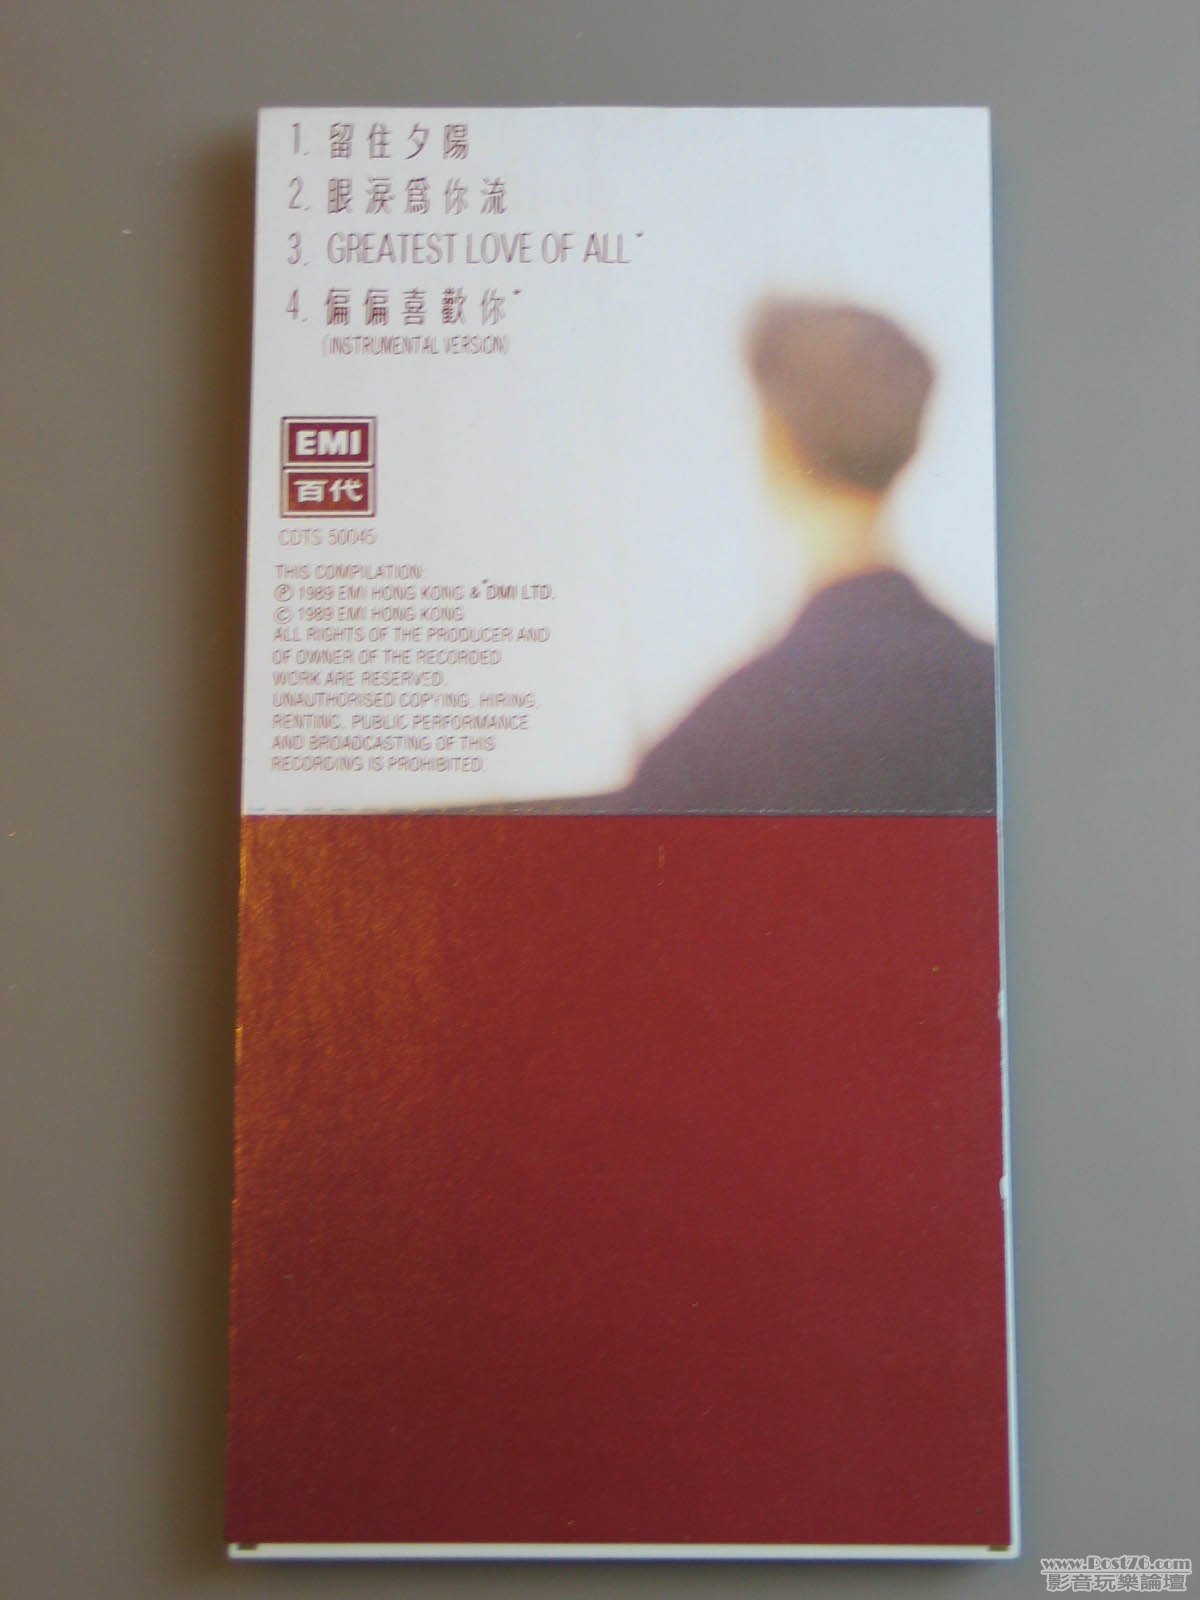 1. 留住夕陽
2. 眼淚為你流
3. GREATEST LOVE OF ALL*
4. 偏偏喜歡你*
(INSTRUMENTAL VERSION)
EMI
百代
CDTS 50045
THIS COMPILATION:
Ⓟ 1989 EMI HONG KONG & *DMI LTD.
© 1989 EMI HONG KONG
ALL RIGHTS OF THE PRODUCER AND
OF OWNER OF THE RECORDED
WORK ARE RESERVED.
UNAUTHORISED COPYING, HIRING,
RENTING, PUBLIC PERFORMANCE
AND BROADCASTING OF THIS
RECORDING IS PROHIBITED.
www.Post76.com
影音玩樂論壇